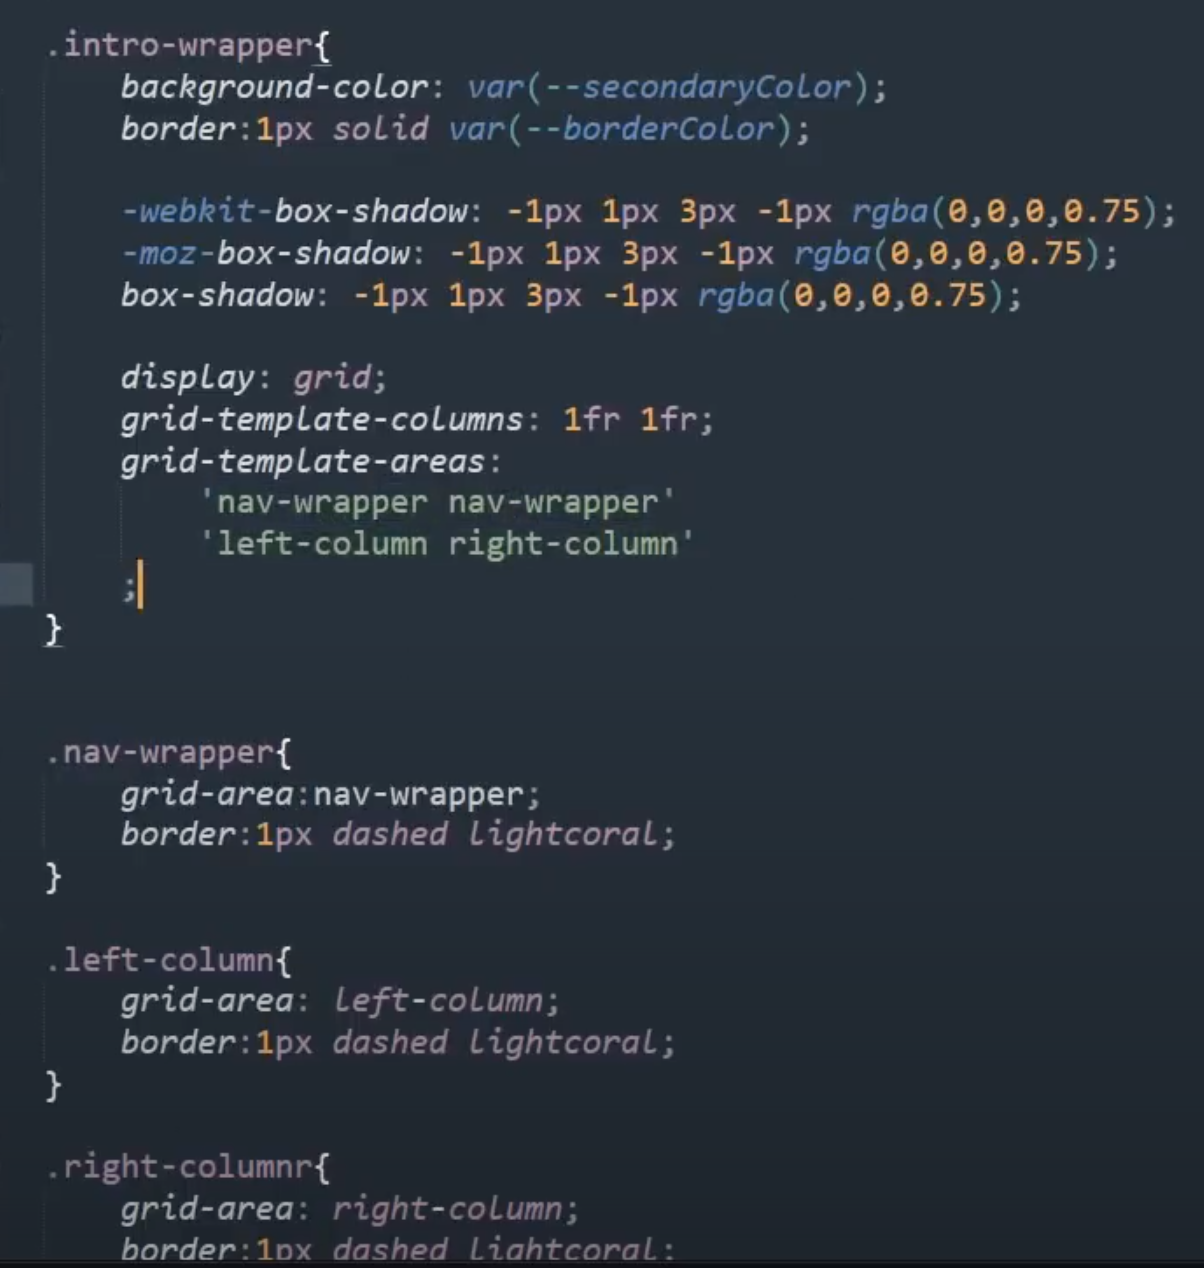 .intro-wrapper{
    background-color: var(--secondaryColor);
    border:1px solid var(--borderColor);

    -webkit-box-shadow: -1px 1px 3px -1px rgba(0,0,0,0.75);
    -moz-box-shadow: -1px 1px 3px -1px rgba(0,0,0,0.75);
    box-shadow: -1px 1px 3px -1px rgba(0,0,0,0.75);

    display: grid;
    grid-template-columns: 1fr 1fr;
    grid-template-areas:
        'nav-wrapper nav-wrapper'
        'left-column right-column'
    ;
}

.nav-wrapper{
    grid-area:nav-wrapper;
    border:1px dashed lightcoral;
}

.left-column{
    grid-area: left-column;
    border:1px dashed lightcoral;
}

.right-columnr{
    grid-area: right-column;
    border:1px dashed lightcoral;